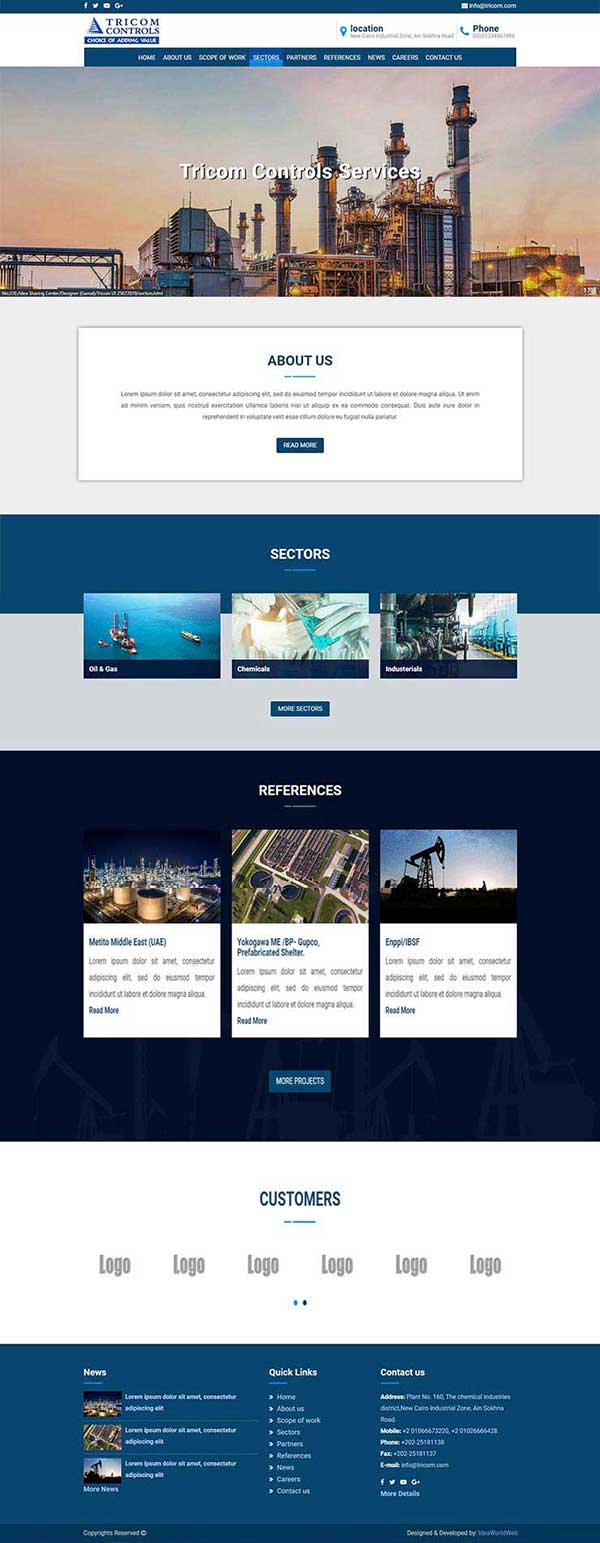 info@tricom.com
TRICOM
CONTROLS
CHOICE OF ADDING VALUE
location
New Cairo Industrial Zone, Ain Sokhna Road
Phone
HOME ABOUT US SCOPE OF WORK SECTORS PARTNERS REFERENCES NEWS CAREERS CONTACT US
Tricom Controls Services
ABOUT US
Lorem ipsum dolor sit amet, consectetur adipiscing elit, sed do eiusmod tempor incididunt ut labore et dolore magna aliqua. Ut enim
ad minim veniam, quis nostrud exercitation ullamco laboris nisi ut aliquip ex ea commodo consequat. Duis aute irure dolor in
reprehenderit in voluptate velit esse cillum dolore eu fugiat nulla pariatur.
READ MORE
SECTORS
Oil & Gas
Chemicals
Industerials
MORE SECTORS
REFERENCES
Metito Middle East (UAE)
Lorem ipsum dolor sit amet, consectetur
adipiscing elit, sed do eiusmod tempor
incididunt ut labore et dolore magna aliqua.
Read More
Yokogawa ME /BP- Gupco,
Prefabricated Shelter.
Lorem ipsum dolor sit amet, consectetur
adipiscing elit, sed do eiusmod tempor
incididunt ut labore et dolore magna aliqua.
Read More
Enppi/IBSF
Lorem ipsum dolor sit amet, consectetur
adipiscing elit, sed do eiusmod tempor
incididunt ut labore et dolore magna aliqua.
Read More
MORE PROJECTS
CUSTOMERS
Logo Logo Logo Logo Logo Logo
News
Lorem ipsum dolor sit amet, consectetur
adipiscing elit
Lorem ipsum dolor sit amet, consectetur
adipiscing elit
Lorem ipsum dolor sit amet, consectetur
adipiscing elit
More News
Quick Links
Home
About us
Scope of work
Sectors
Partners
References
News
Careers
Contact us
Contact us
Address: Plant No. 160, The chemical industries
district,New Cairo Industrial Zone, Ain Sokhna
Road.
Mobile: +2 01066673220, +2 01026666428
Phone: +202-25181138
Fax: +202-25181137
E-mail: info@tricom.com
More Details
Copyrights Reserved ©
Designed & Developed by: IdeaWorldWeb